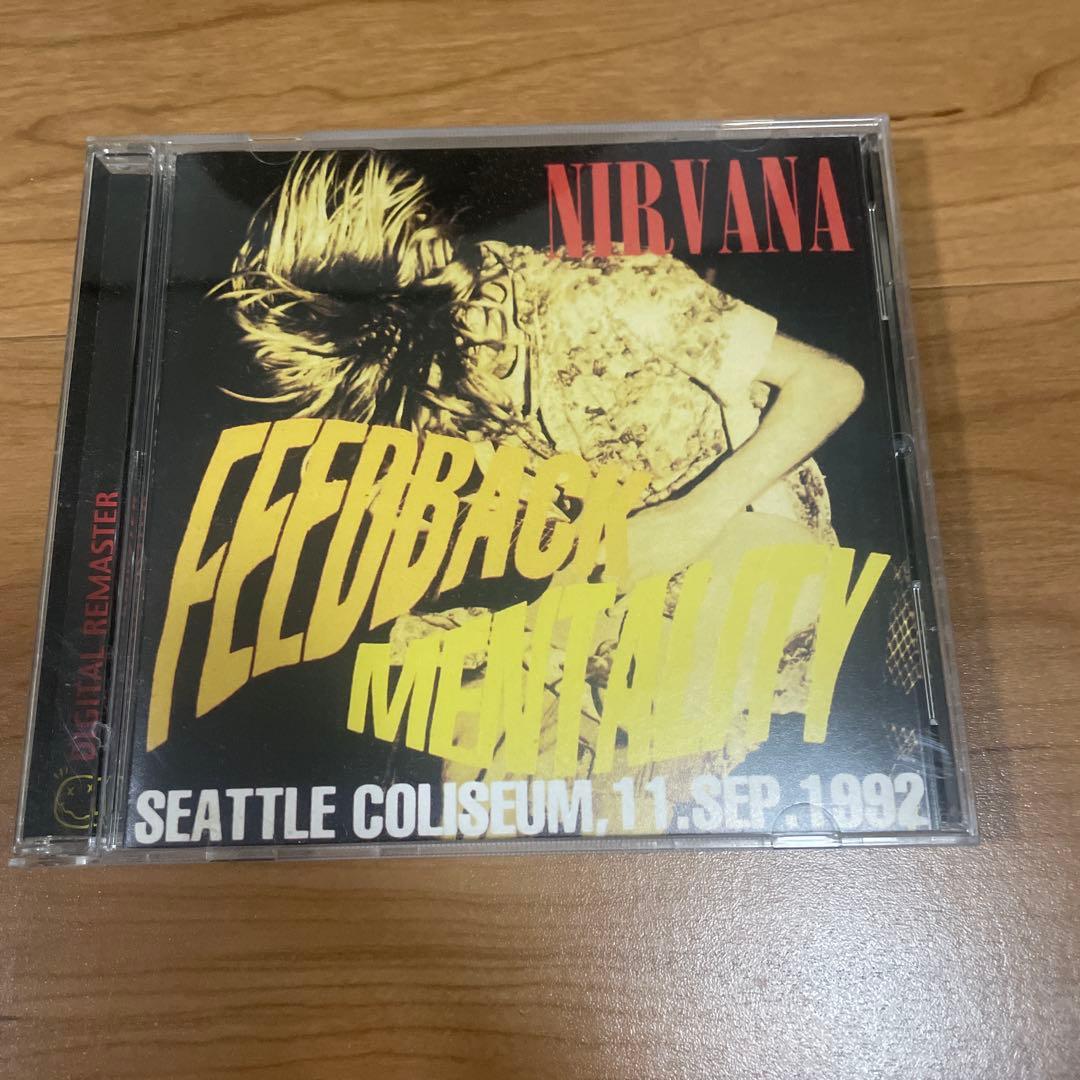 NIRVANA
FEEDBACK
MENTALITY
SEATTLE COLISEUM, 11.SEP.1992
DIGITAL REMASTER